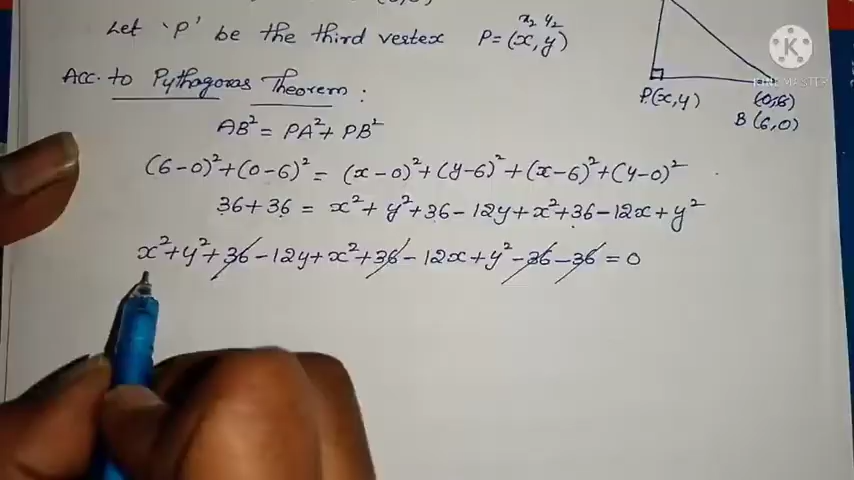 Let 'P' be the third vertex P = (x, y)
x₂ y₂
Acc. to Pythagoras Theorem :
P(x,y)
(0,6)
B (6,0)
AB² = PA² + PB²
(6-0)² + (0-6)² = (x-0)² + (y-6)² + (x-6)² + (y-0)²
36 + 36 = x² + y² + 36 - 12y + x² + 36 - 12x + y²
x² + y² + 36 - 12y + x² + 36 - 12x + y² - 36 - 36 = 0
K
KINEMASTER